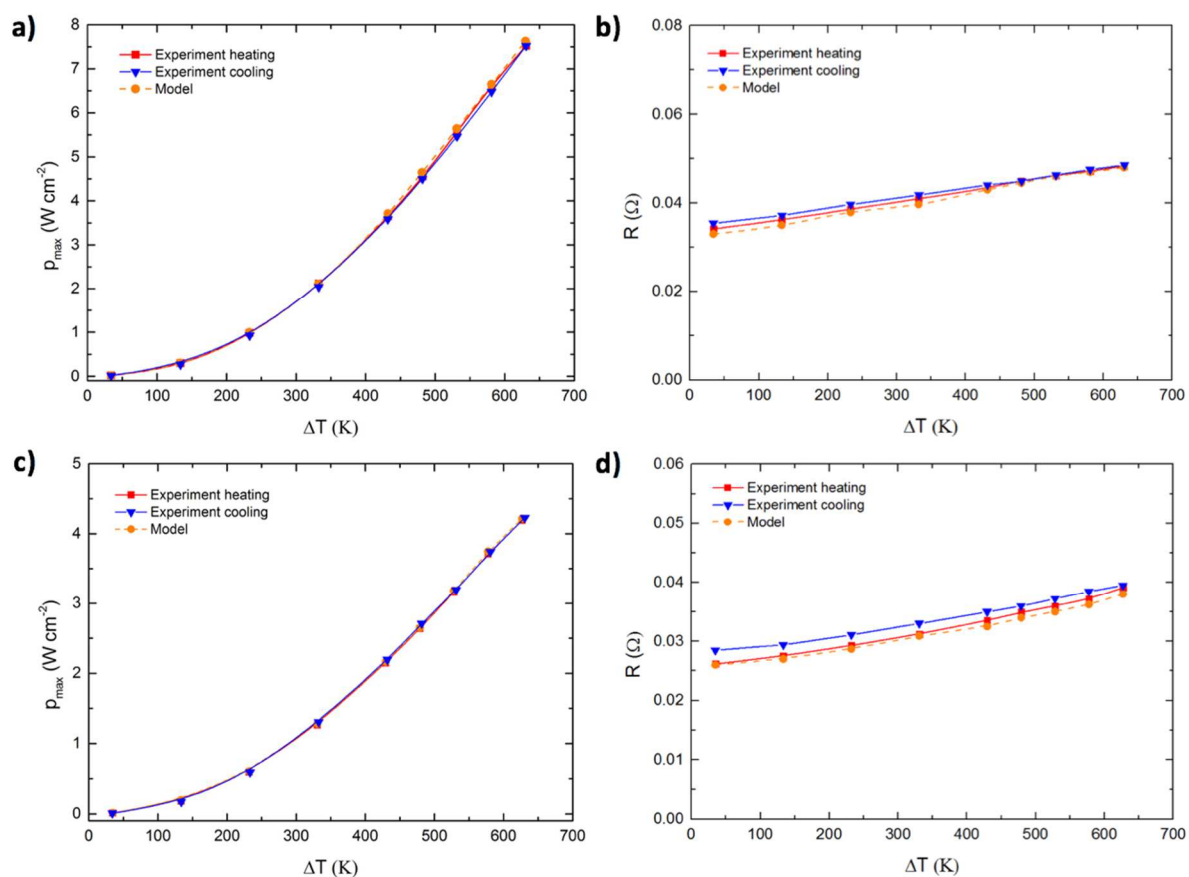 a)
8
7
6
5
4
3
2
1
0
p_max (W cm⁻²)
Experiment heating
Experiment cooling
Model
0 100 200 300 400 500 600 700
ΔT (K)
b)
0.08
0.06
0.04
0.02
0.00
R (Ω)
Experiment heating
Experiment cooling
Model
0 100 200 300 400 500 600 700
ΔT (K)
c)
5
4
3
2
1
0
p_max (W cm⁻²)
Experiment heating
Experiment cooling
Model
0 100 200 300 400 500 600 700
ΔT (K)
d)
0.06
0.05
0.04
0.03
0.02
0.01
0.00
R (Ω)
Experiment heating
Experiment cooling
Model
0 100 200 300 400 500 600 700
ΔT (K)